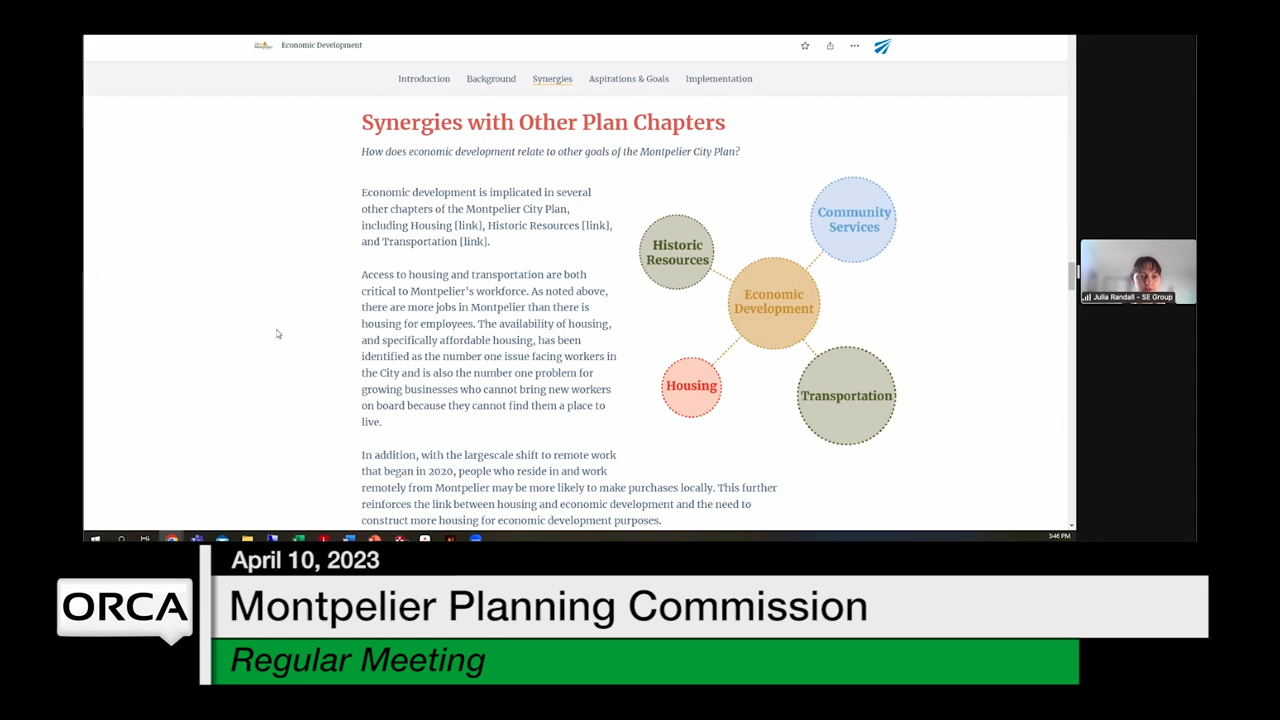 Economic Development
Introduction Background Synergies Aspirations & Goals Implementation
Synergies with Other Plan Chapters
How does economic development relate to other goals of the Montpelier City Plan?
Economic development is implicated in several
other chapters of the Montpelier City Plan,
including Housing [link], Historic Resources [link],
and Transportation [link].
Access to housing and transportation are both
critical to Montpelier's workforce. As noted above,
there are more jobs in Montpelier than there is
housing for employees. The availability of housing,
and specifically affordable housing, has been
identified as the number one issue facing workers in
the City and is also the number one problem for
growing businesses who cannot bring new workers
on board because they cannot find them a place to
live.
In addition, with the largescale shift to remote work
that began in 2020, people who reside in and work
remotely from Montpelier may be more likely to make purchases locally. This further
reinforces the link between housing and economic development and the need to
construct more housing for economic development purposes.
Community
Services
Historic
Resources
Economic
Development
Housing
Transportation
Julia Randall - SE Group
3:46 PM
April 10, 2023
ORCA
Montpelier Planning Commission
Regular Meeting